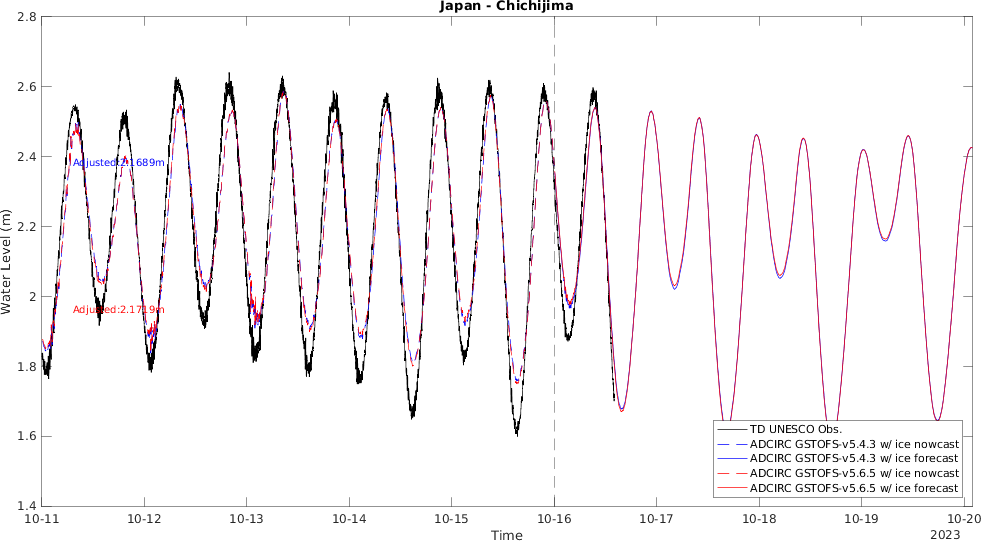 Japan - Chichijima
2.8
2.6
2.4
2.2
2
1.8
1.6
1.4
Water Level (m)
Adjusted:2.1689m
Adjusted:2.1719m
TD UNESCO Obs.
ADCIRC GSTOFS-v5.4.3 w/ ice nowcast
ADCIRC GSTOFS-v5.4.3 w/ ice forecast
ADCIRC GSTOFS-v5.6.5 w/ ice nowcast
ADCIRC GSTOFS-v5.6.5 w/ ice forecast
10-11 10-12 10-13 10-14 10-15 10-16 10-17 10-18 10-19 10-20
Time
2023